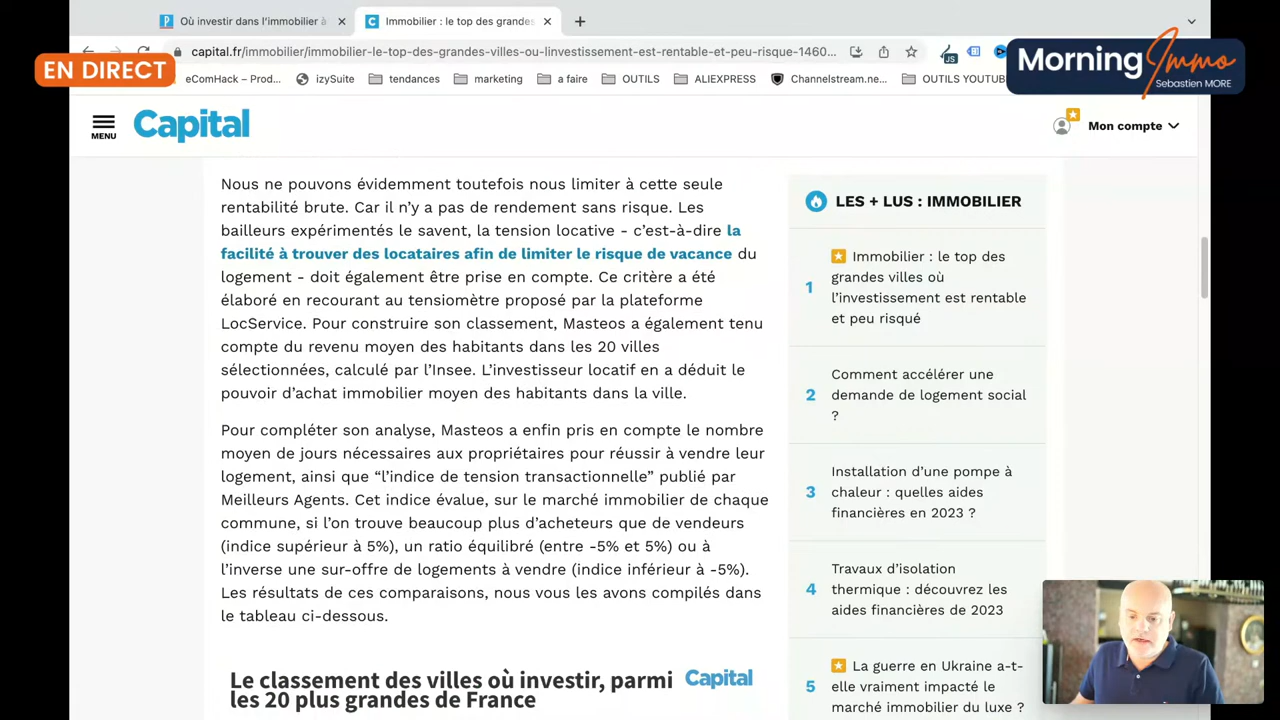 Où investir dans l'immobilier à
Immobilier : le top des grandes
EN DIRECT
capital.fr/immobilier/immobilier-le-top-des-grandes-villes-ou-linvestissement-est-rentable-et-peu-risque-1460...
JS
Morning Immo
Sebastien MORE
eComHack – Prod...
izySuite
tendances
marketing
a faire
OUTILS
ALIEXPRESS
Channelstream.ne...
OUTILS YOUTUB
MENU
Capital
Mon compte
Nous ne pouvons évidemment toutefois nous limiter à cette seule
rentabilité brute. Car il n'y a pas de rendement sans risque. Les
bailleurs expérimentés le savent, la tension locative - c'est-à-dire la
facilité à trouver des locataires afin de limiter le risque de vacance du
logement - doit également être prise en compte. Ce critère a été
élaboré en recourant au tensiomètre proposé par la plateforme
LocService. Pour construire son classement, Masteos a également tenu
compte du revenu moyen des habitants dans les 20 villes
sélectionnées, calculé par l'Insee. L'investisseur locatif en a déduit le
pouvoir d'achat immobilier moyen des habitants dans la ville.
Pour compléter son analyse, Masteos a enfin pris en compte le nombre
moyen de jours nécessaires aux propriétaires pour réussir à vendre leur
logement, ainsi que “l'indice de tension transactionnelle” publié par
Meilleurs Agents. Cet indice évalue, sur le marché immobilier de chaque
commune, si l'on trouve beaucoup plus d'acheteurs que de vendeurs
(indice supérieur à 5%), un ratio équilibré (entre -5% et 5%) ou à
l'inverse une sur-offre de logements à vendre (indice inférieur à -5%).
Les résultats de ces comparaisons, nous vous les avons compilés dans
le tableau ci-dessous.
Le classement des villes où investir, parmi
les 20 plus grandes de France
Capital
LES + LUS : IMMOBILIER
1
Immobilier : le top des
grandes villes où
l'investissement est rentable
et peu risqué
2
Comment accélérer une
demande de logement social
?
3
Installation d'une pompe à
chaleur : quelles aides
financières en 2023 ?
4
Travaux d'isolation
thermique : découvrez les
aides financières de 2023
5
La guerre en Ukraine a-t-
elle vraiment impacté le
marché immobilier du luxe ?